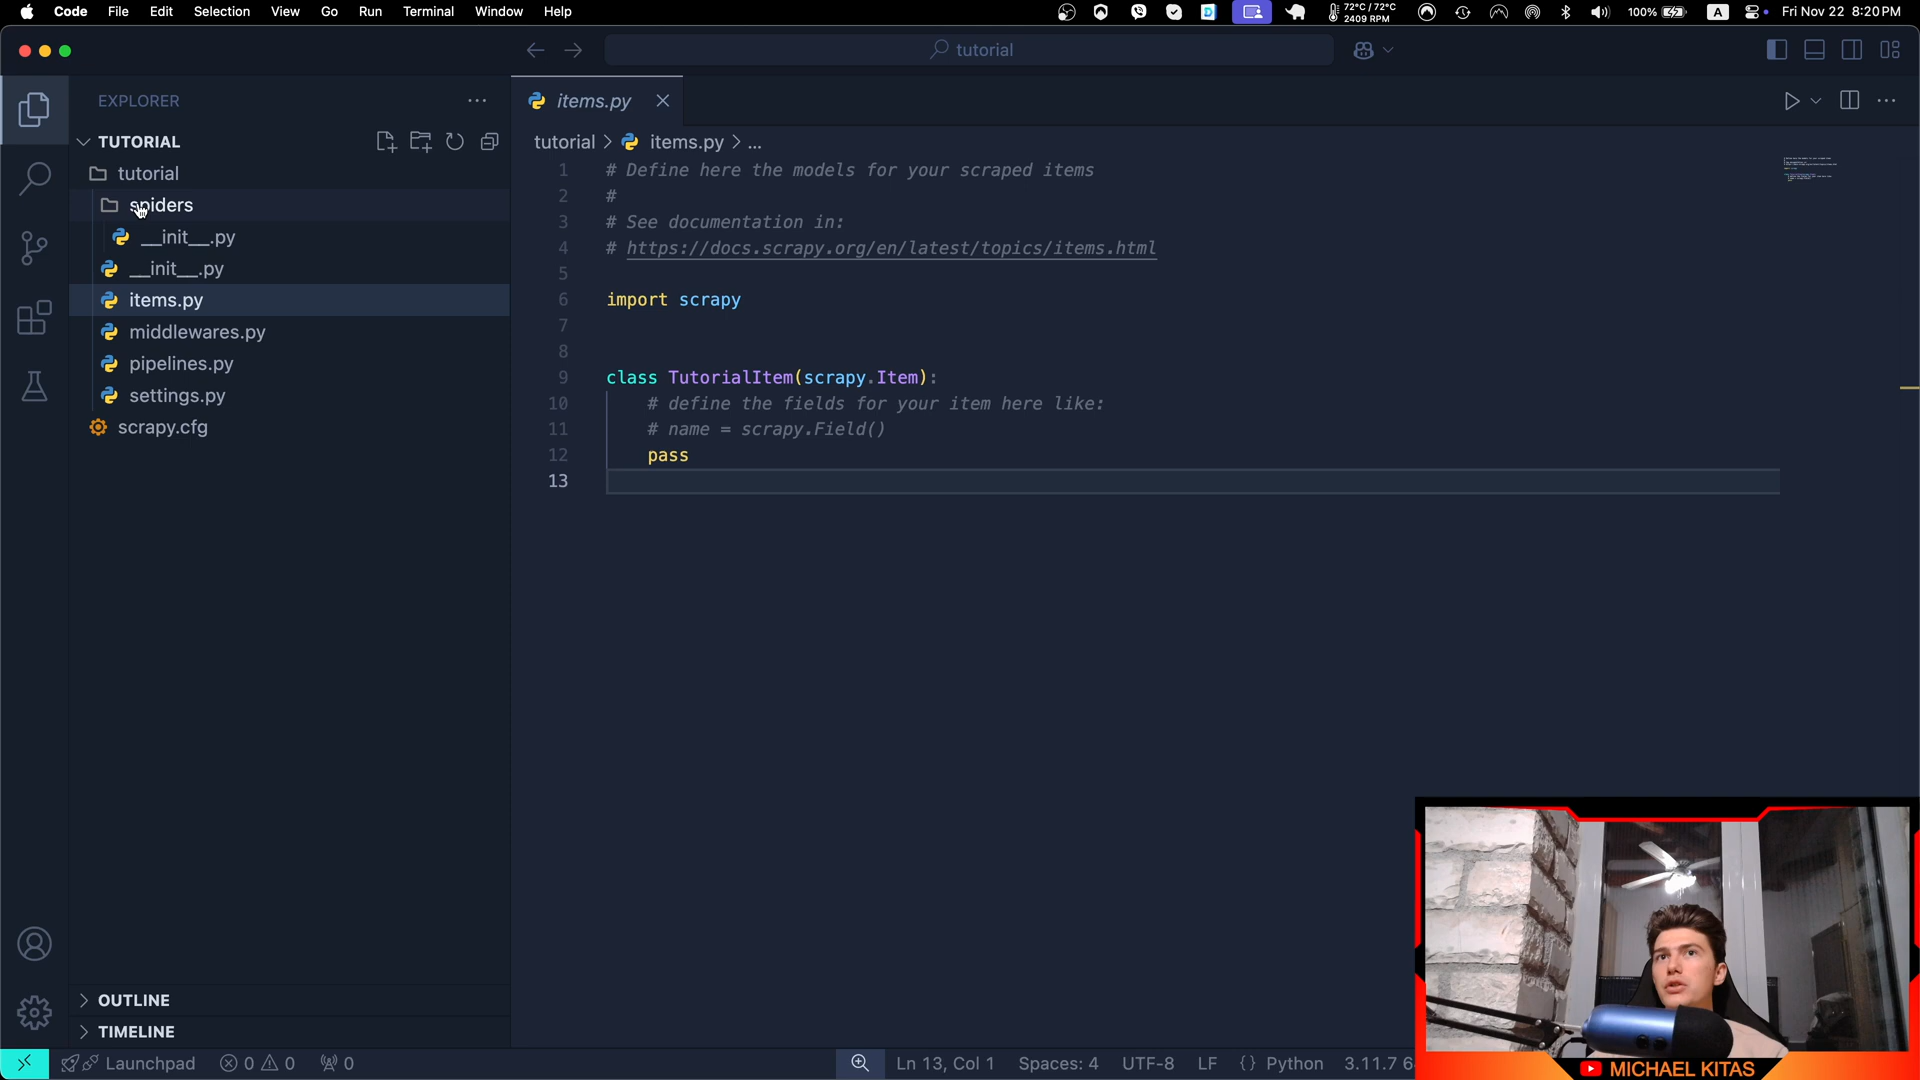 Code File Edit Selection View Go Run Terminal Window Help
72°C / 72°C
2409 RPM
100% A Fri Nov 22 8:20 PM
tutorial
EXPLORER
TUTORIAL
tutorial
spiders
__init__.py
__init__.py
items.py
middlewares.py
pipelines.py
settings.py
scrapy.cfg
OUTLINE
TIMELINE
items.py
tutorial > items.py > ...
1 # Define here the models for your scraped items
2 #
3 # See documentation in:
4 # https://docs.scrapy.org/en/latest/topics/items.html
5
6 import scrapy
7
8
9 class TutorialItem(scrapy.Item):
10 # define the fields for your item here like:
11 # name = scrapy.Field()
12 pass
13
Launchpad 0 0 0
Ln 13, Col 1 Spaces: 4 UTF-8 LF {} Python 3.11.7 6
MICHAEL KITAS